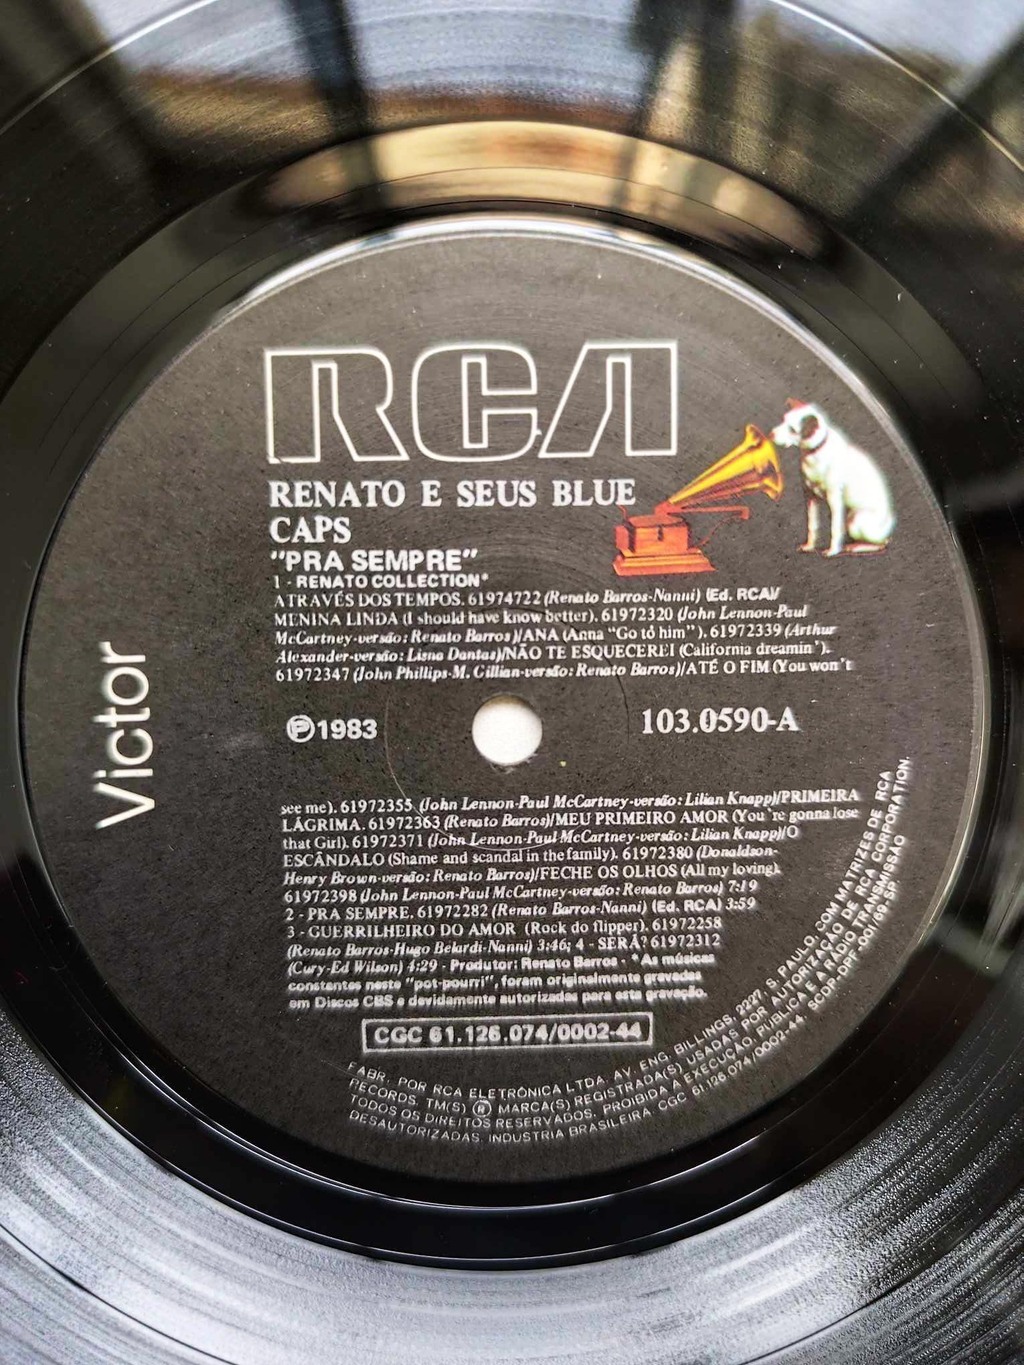 RCA
RENATO E SEUS BLUE
CAPS
"PRA SEMPRE"
1 - RENATO COLLECTION*
ATRAVÉS DOS TEMPOS. 61974722 (Renato Barros-Nanni) (Ed. RCA)/
MENINA LINDA (I should have know better). 61972320 (John Lennon-Paul
McCartney-versão: Renato Barros)/ANA (Anna "Go to him"). 61972339 (Arthur
Alexander-versão: Lisna Dantas)/NÃO TE ESQUECEREI (California dreamin').
61972347 (John Phillips-M. Gillian-versão: Renato Barros)/ATÉ O FIM (You won't
Victor
Ⓟ1983
103.0590-A
see me). 61972355 (John Lennon-Paul McCartney-versão: Lilian Knapp)/PRIMEIRA
LÁGRIMA. 61972363 (Renato Barros)/MEU PRIMEIRO AMOR (You're gonna lose
that Girl). 61972371 (John Lennon-Paul McCartney-versão: Lilian Knapp)/O
ESCÂNDALO (Shame and scandal in the family). 61972380 (Donaldson-
Henry Brown-versão: Renato Barros)/FECHE OS OLHOS (All my loving).
61972398 (John Lennon-Paul McCartney-versão: Renato Barros) 7:19
2 - PRA SEMPRE. 61972282 (Renato Barros-Nanni) (Ed. RCA) 3:59
3 - GUERRILHEIRO DO AMOR (Rock do flipper). 61972258
(Renato Barros-Hugo Belardi-Nanni) 3:46; 4 - SERÁ? 61972312
(Cury-Ed Wilson) 4:29 - Produtor: Renato Barros - *As músicas
constantes neste "pot-pourri", foram originalmente gravadas
em Discos CBS e devidamente autorizadas para esta gravação.
CGC 61.126.074/0002-44
FABR. POR RCA ELETRÔNICA LTDA. AV. ENG. BILLINGS, 2227, S. PAULO, COM MATRIZES DE RCA
RECORDS. TM(S) ® MARCA(S) REGISTRADA(S) USADAS POR AUTORIZAÇÃO DE RCA CORPORATION.
TODOS OS DIREITOS RESERVADOS. PROIBIDA A EXECUÇÃO PÚBLICA E A RÁDIO TRANSMISSÃO
DESAUTORIZADAS. INDÚSTRIA BRASILEIRA. CGC 61.126.074/0002-44. SCDP-DPF-001/69-SP